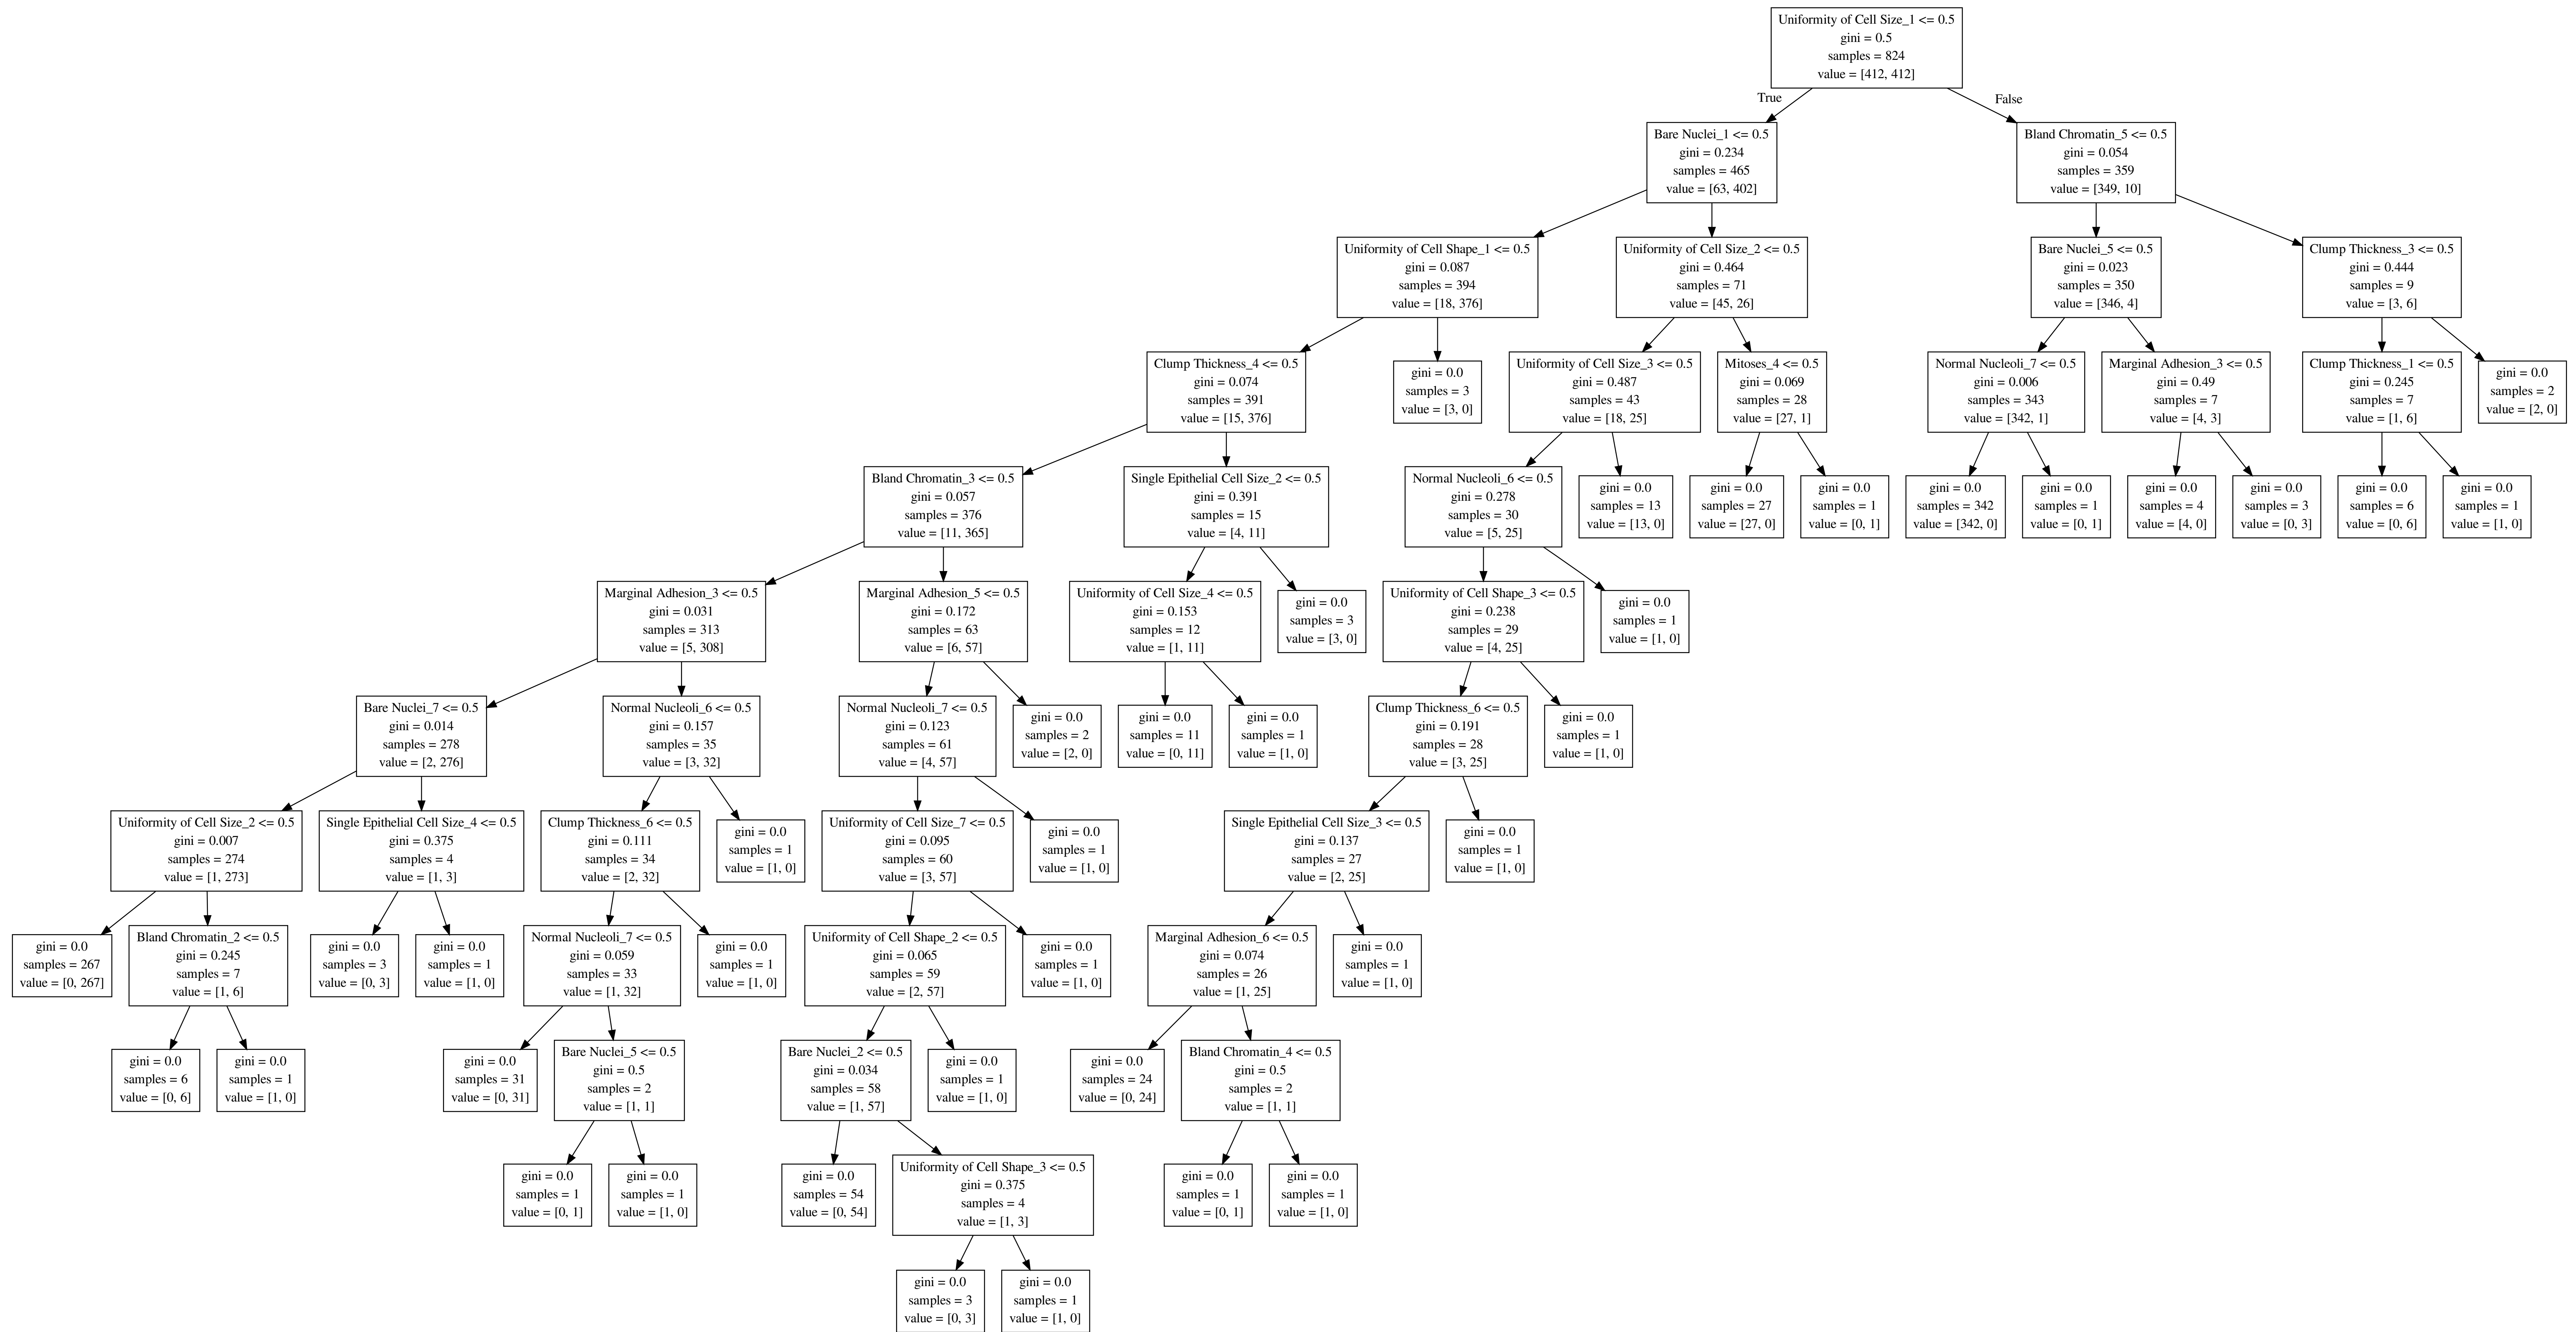 Uniformity of Cell Size_1 <= 0.5
gini = 0.5
samples = 824
value = [412, 412]
True
False
Bare Nuclei_1 <= 0.5
gini = 0.234
samples = 465
value = [63, 402]
Bland Chromatin_5 <= 0.5
gini = 0.054
samples = 359
value = [349, 10]
Uniformity of Cell Shape_1 <= 0.5
gini = 0.087
samples = 394
value = [18, 376]
Uniformity of Cell Size_2 <= 0.5
gini = 0.464
samples = 71
value = [45, 26]
Bare Nuclei_5 <= 0.5
gini = 0.023
samples = 350
value = [346, 4]
Clump Thickness_3 <= 0.5
gini = 0.444
samples = 9
value = [3, 6]
Clump Thickness_4 <= 0.5
gini = 0.074
samples = 391
value = [15, 376]
gini = 0.0
samples = 3
value = [3, 0]
Uniformity of Cell Size_3 <= 0.5
gini = 0.487
samples = 43
value = [18, 25]
Mitoses_4 <= 0.5
gini = 0.069
samples = 28
value = [27, 1]
Normal Nucleoli_7 <= 0.5
gini = 0.006
samples = 343
value = [342, 1]
Marginal Adhesion_3 <= 0.5
gini = 0.49
samples = 7
value = [4, 3]
Clump Thickness_1 <= 0.5
gini = 0.245
samples = 7
value = [1, 6]
gini = 0.0
samples = 2
value = [2, 0]
Bland Chromatin_3 <= 0.5
gini = 0.057
samples = 376
value = [11, 365]
Single Epithelial Cell Size_2 <= 0.5
gini = 0.391
samples = 15
value = [4, 11]
Normal Nucleoli_6 <= 0.5
gini = 0.278
samples = 30
value = [5, 25]
gini = 0.0
samples = 13
value = [13, 0]
gini = 0.0
samples = 27
value = [27, 0]
gini = 0.0
samples = 1
value = [0, 1]
gini = 0.0
samples = 342
value = [342, 0]
gini = 0.0
samples = 1
value = [0, 1]
gini = 0.0
samples = 4
value = [4, 0]
gini = 0.0
samples = 3
value = [0, 3]
gini = 0.0
samples = 6
value = [0, 6]
gini = 0.0
samples = 1
value = [1, 0]
Marginal Adhesion_3 <= 0.5
gini = 0.031
samples = 313
value = [5, 308]
Marginal Adhesion_5 <= 0.5
gini = 0.172
samples = 63
value = [6, 57]
Uniformity of Cell Size_4 <= 0.5
gini = 0.153
samples = 12
value = [1, 11]
gini = 0.0
samples = 3
value = [3, 0]
Uniformity of Cell Shape_3 <= 0.5
gini = 0.238
samples = 29
value = [4, 25]
gini = 0.0
samples = 1
value = [1, 0]
Bare Nuclei_7 <= 0.5
gini = 0.014
samples = 278
value = [2, 276]
Normal Nucleoli_6 <= 0.5
gini = 0.157
samples = 35
value = [3, 32]
Normal Nucleoli_7 <= 0.5
gini = 0.123
samples = 61
value = [4, 57]
gini = 0.0
samples = 2
value = [2, 0]
gini = 0.0
samples = 11
value = [0, 11]
gini = 0.0
samples = 1
value = [1, 0]
Clump Thickness_6 <= 0.5
gini = 0.191
samples = 28
value = [3, 25]
gini = 0.0
samples = 1
value = [1, 0]
Uniformity of Cell Size_2 <= 0.5
gini = 0.007
samples = 274
value = [1, 273]
Single Epithelial Cell Size_4 <= 0.5
gini = 0.375
samples = 4
value = [1, 3]
Clump Thickness_6 <= 0.5
gini = 0.111
samples = 34
value = [2, 32]
gini = 0.0
samples = 1
value = [1, 0]
Uniformity of Cell Size_7 <= 0.5
gini = 0.095
samples = 60
value = [3, 57]
gini = 0.0
samples = 1
value = [1, 0]
Single Epithelial Cell Size_3 <= 0.5
gini = 0.137
samples = 27
value = [2, 25]
gini = 0.0
samples = 1
value = [1, 0]
gini = 0.0
samples = 267
value = [0, 267]
Bland Chromatin_2 <= 0.5
gini = 0.245
samples = 7
value = [1, 6]
gini = 0.0
samples = 3
value = [0, 3]
gini = 0.0
samples = 1
value = [1, 0]
Normal Nucleoli_7 <= 0.5
gini = 0.059
samples = 33
value = [1, 32]
gini = 0.0
samples = 1
value = [1, 0]
Uniformity of Cell Shape_2 <= 0.5
gini = 0.065
samples = 59
value = [2, 57]
gini = 0.0
samples = 1
value = [1, 0]
Marginal Adhesion_6 <= 0.5
gini = 0.074
samples = 26
value = [1, 25]
gini = 0.0
samples = 1
value = [1, 0]
gini = 0.0
samples = 6
value = [0, 6]
gini = 0.0
samples = 1
value = [1, 0]
gini = 0.0
samples = 31
value = [0, 31]
Bare Nuclei_5 <= 0.5
gini = 0.5
samples = 2
value = [1, 1]
Bare Nuclei_2 <= 0.5
gini = 0.034
samples = 58
value = [1, 57]
gini = 0.0
samples = 1
value = [1, 0]
gini = 0.0
samples = 24
value = [0, 24]
Bland Chromatin_4 <= 0.5
gini = 0.5
samples = 2
value = [1, 1]
gini = 0.0
samples = 1
value = [0, 1]
gini = 0.0
samples = 1
value = [1, 0]
gini = 0.0
samples = 54
value = [0, 54]
Uniformity of Cell Shape_3 <= 0.5
gini = 0.375
samples = 4
value = [1, 3]
gini = 0.0
samples = 1
value = [0, 1]
gini = 0.0
samples = 1
value = [1, 0]
gini = 0.0
samples = 3
value = [0, 3]
gini = 0.0
samples = 1
value = [1, 0]